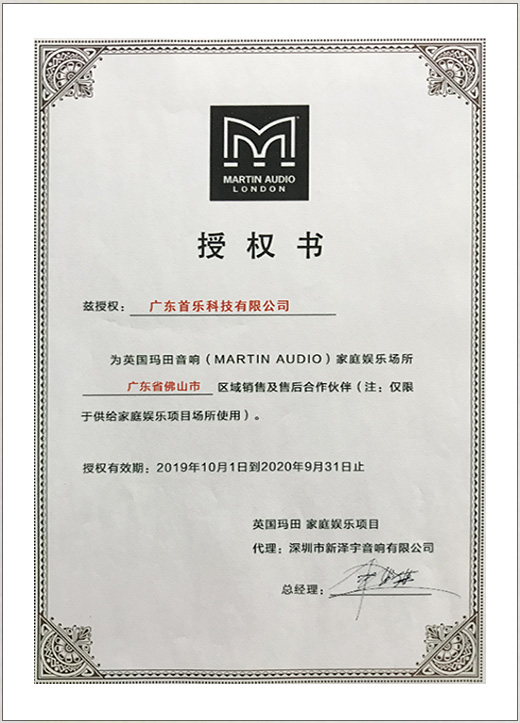 MARTIN AUDIO
LONDON
授权书
兹授权：广东首乐科技有限公司
为英国玛田音响（MARTIN AUDIO）家庭娱乐场所
广东省佛山市 区域销售及售后合作伙伴（注：仅限
于供给家庭娱乐项目场所使用）。
授权有效期：2019年10月1日到2020年9月31日止
英国玛田 家庭娱乐项目
代理：深圳市新泽宇音响有限公司
总经理：